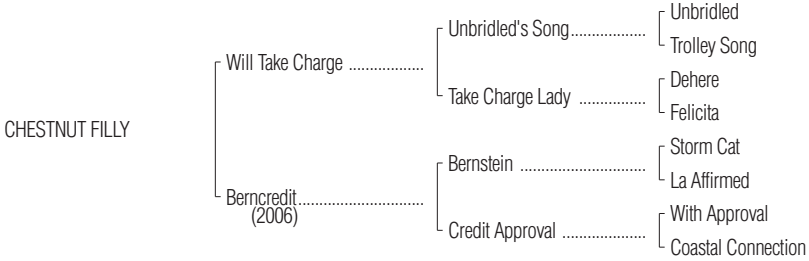 Unbridled
Unbridled's Song..................
Trolley Song
Will Take Charge ..................
Dehere
Take Charge Lady ................
Felicita
CHESTNUT FILLY
Storm Cat
Bernstein ..............................
La Affirmed
Berncredit..............................
(2006)
With Approval
Credit Approval ....................
Coastal Connection